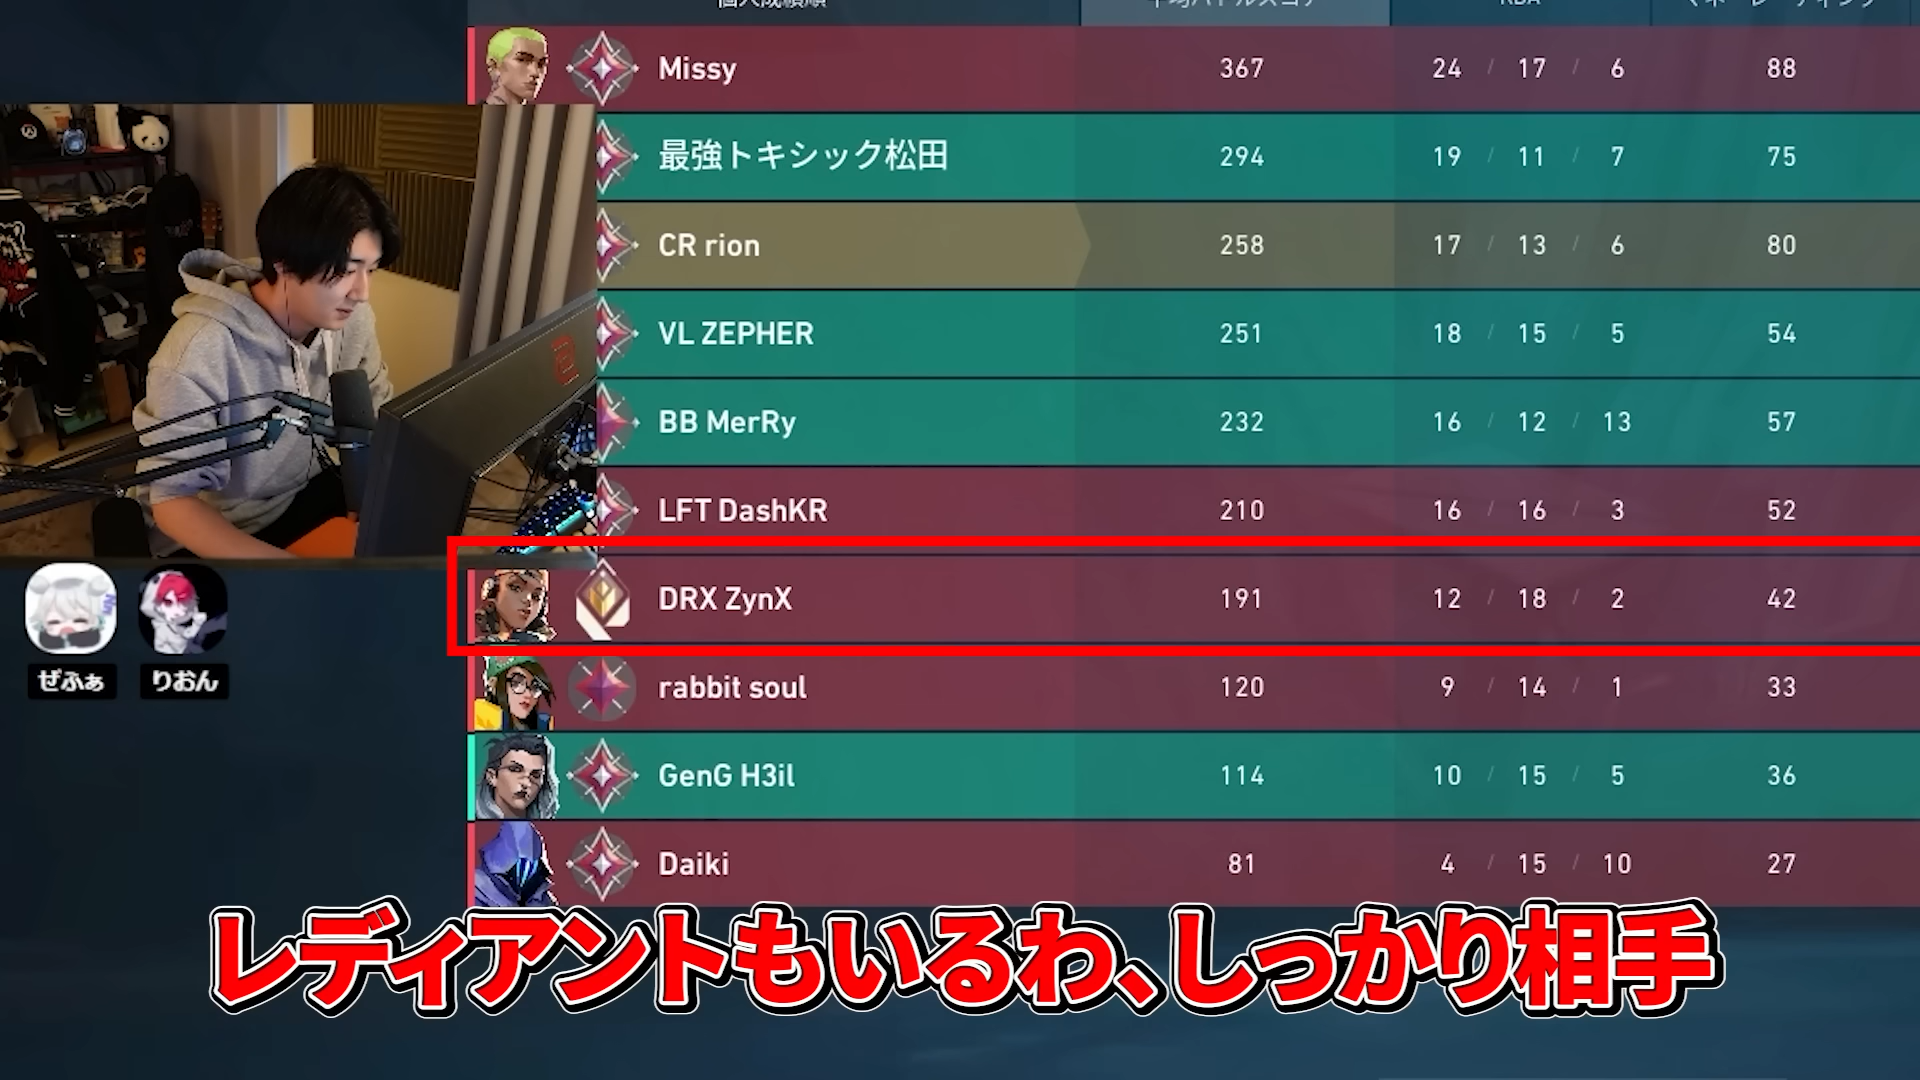 Missy 367 24 / 17 / 6 88
最強トキシック松田 294 19 / 11 / 7 75
CR rion 258 17 / 13 / 6 80
VL ZEPHER 251 18 / 15 / 5 54
BB MerRy 232 16 / 12 / 13 57
LFT DashKR 210 16 / 16 / 3 52
DRX ZynX 191 12 / 18 / 2 42
ぜふぁ りおん
rabbit soul 120 9 / 14 / 1 33
GenG H3il 114 10 / 15 / 5 36
Daiki 81 4 / 15 / 10 27
レディアントもいるわ、しっかり相手